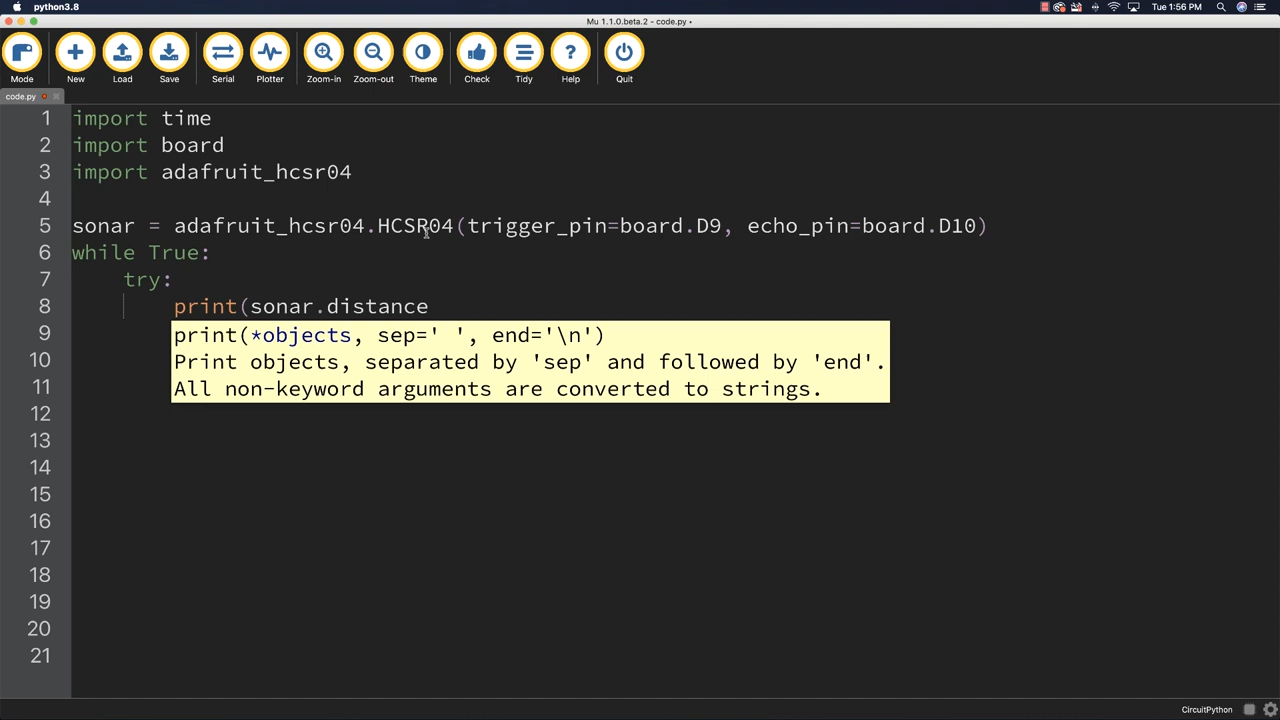 python3.8
Tue 1:56 PM
Mu 1.1.0.beta.2 - code.py •
Mode New Load Save Serial Plotter Zoom-in Zoom-out Theme Check Tidy Help Quit
code.py
1 import time
2 import board
3 import adafruit_hcsr04
4
5 sonar = adafruit_hcsr04.HCSR04(trigger_pin=board.D9, echo_pin=board.D10)
6 while True:
7 try:
8 print(sonar.distance
9 print(*objects, sep=' ', end='\n')
10 Print objects, separated by 'sep' and followed by 'end'.
11 All non-keyword arguments are converted to strings.
12
13
14
15
16
17
18
19
20
21
CircuitPython